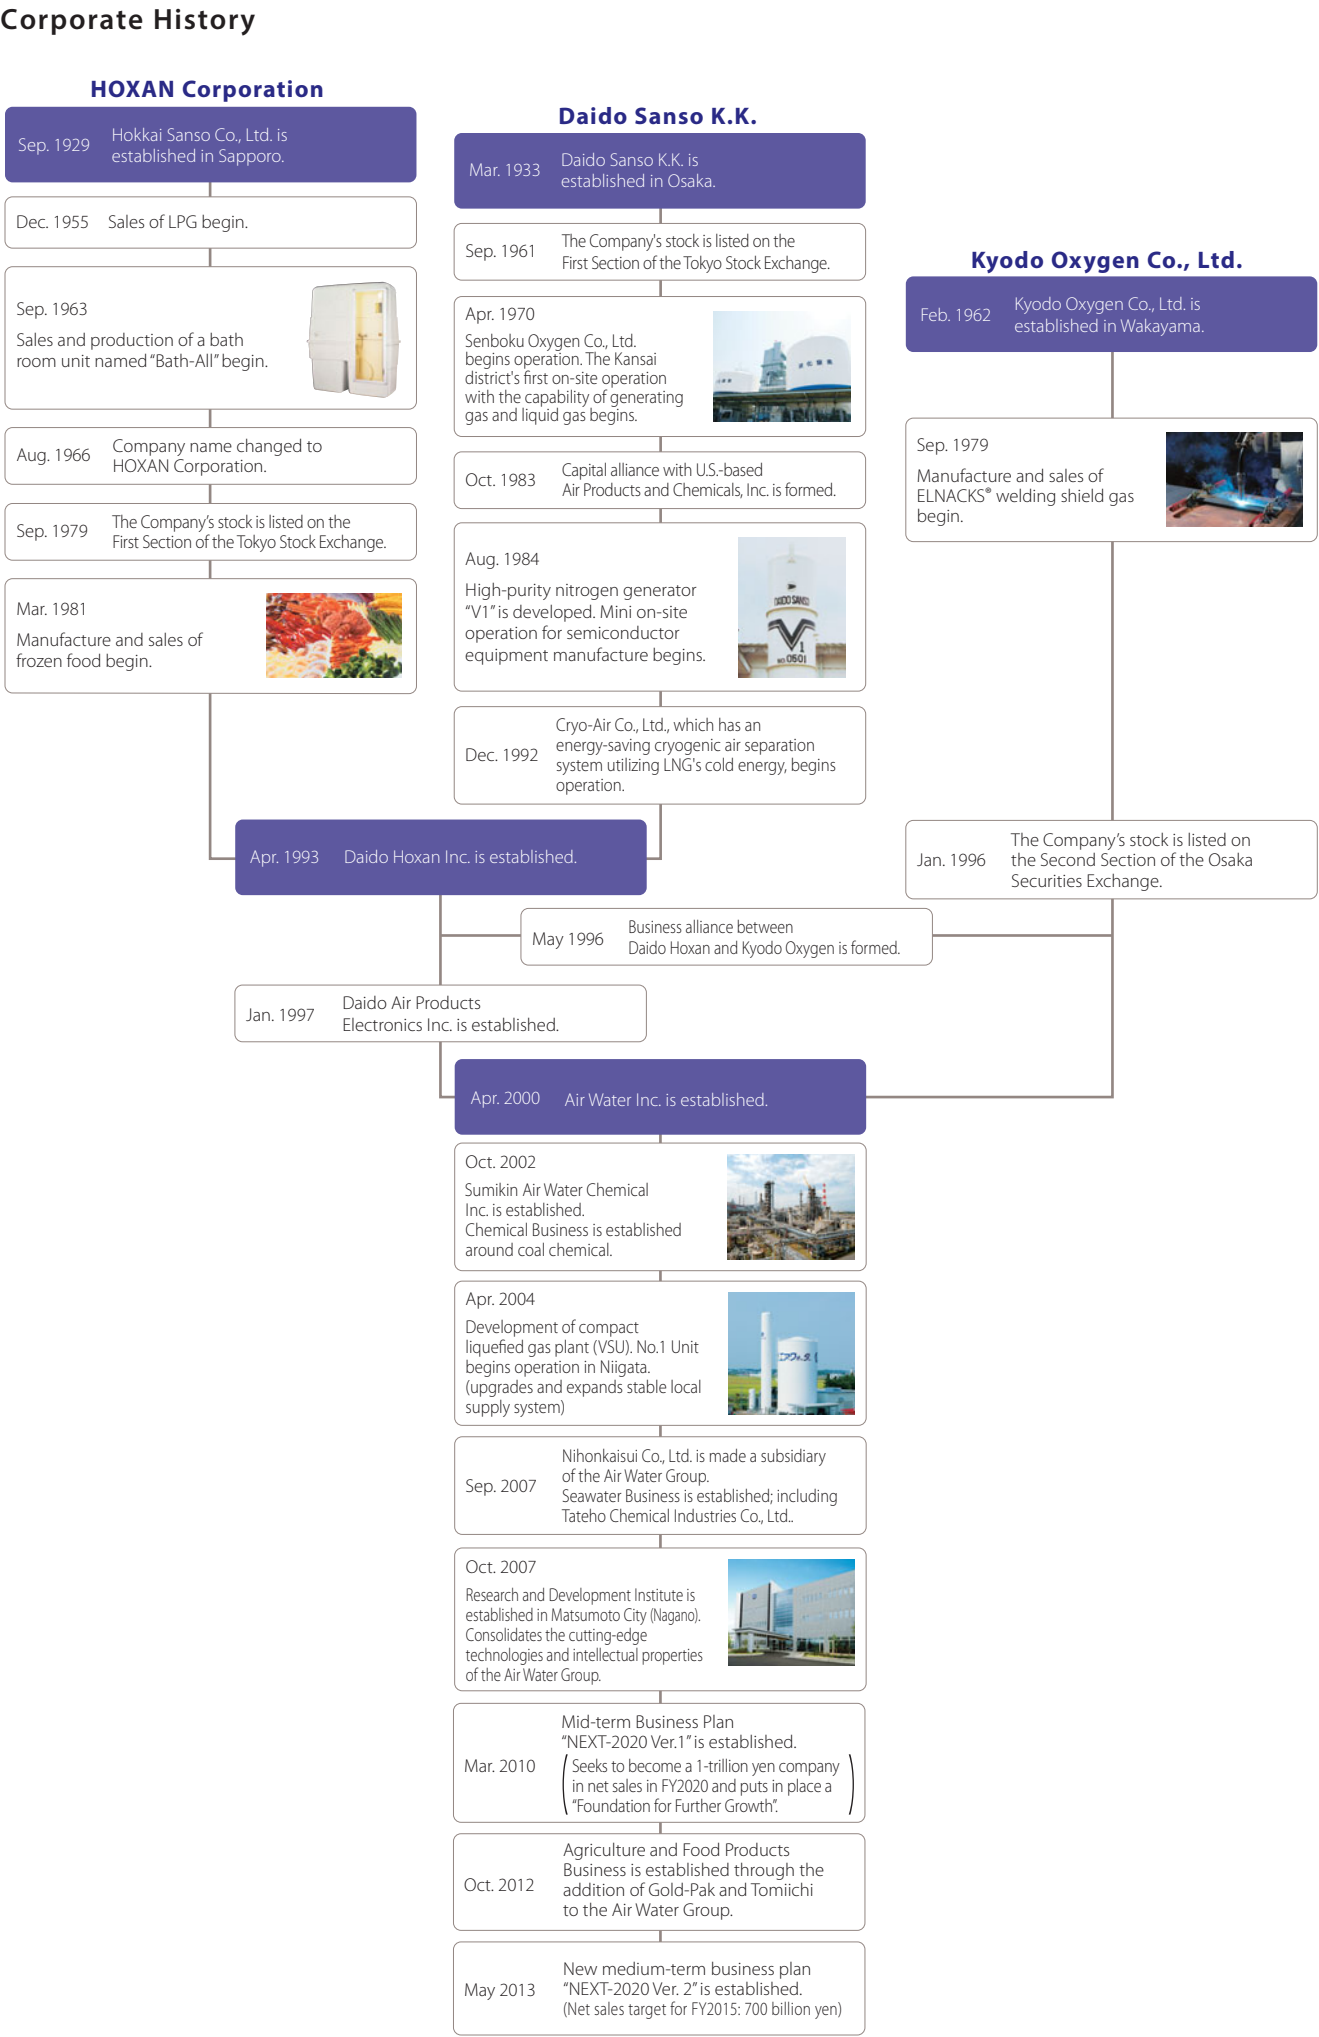 Corporate History
HOXAN Corporation
Sep. 1929
Hokkai Sanso Co., Ltd. is
established in Sapporo.
Dec. 1955
Sales of LPG begin.
Sep. 1963
Sales and production of a bath
room unit named “Bath-All” begin.
Aug. 1966
Company name changed to
HOXAN Corporation.
Sep. 1979
The Company’s stock is listed on the
First Section of the Tokyo Stock Exchange.
Mar. 1981
Manufacture and sales of
frozen food begin.
Daido Sanso K.K.
Mar. 1933
Daido Sanso K.K. is
established in Osaka.
Sep. 1961
The Company's stock is listed on the
First Section of the Tokyo Stock Exchange.
Apr. 1970
Senboku Oxygen Co., Ltd.
begins operation. The Kansai
district's first on-site operation
with the capability of generating
gas and liquid gas begins.
Oct. 1983
Capital alliance with U.S.-based
Air Products and Chemicals, Inc. is formed.
Aug. 1984
High-purity nitrogen generator
“V1” is developed. Mini on-site
operation for semiconductor
equipment manufacture begins.
DAIDO SANSO
V1
NO. 0501
Dec. 1992
Cryo-Air Co., Ltd., which has an
energy-saving cryogenic air separation
system utilizing LNG's cold energy, begins
operation.
Kyodo Oxygen Co., Ltd.
Feb. 1962
Kyodo Oxygen Co., Ltd. is
established in Wakayama.
Sep. 1979
Manufacture and sales of
ELNACKS® welding shield gas
begin.
Jan. 1996
The Company’s stock is listed on
the Second Section of the Osaka
Securities Exchange.
Apr. 1993
Daido Hoxan Inc. is established.
May 1996
Business alliance between
Daido Hoxan and Kyodo Oxygen is formed.
Jan. 1997
Daido Air Products
Electronics Inc. is established.
Apr. 2000
Air Water Inc. is established.
Oct. 2002
Sumikin Air Water Chemical
Inc. is established.
Chemical Business is established
around coal chemical.
Apr. 2004
Development of compact
liquefied gas plant (VSU). No.1 Unit
begins operation in Niigata.
(upgrades and expands stable local
supply system)
Sep. 2007
Nihonkaisui Co., Ltd. is made a subsidiary
of the Air Water Group.
Seawater Business is established; including
Tateho Chemical Industries Co., Ltd..
Oct. 2007
Research and Development Institute is
established in Matsumoto City (Nagano).
Consolidates the cutting-edge
technologies and intellectual properties
of the Air Water Group.
Mar. 2010
Mid-term Business Plan
“NEXT-2020 Ver.1” is established.
(Seeks to become a 1-trillion yen company
in net sales in FY2020 and puts in place a
“Foundation for Further Growth”.)
Oct. 2012
Agriculture and Food Products
Business is established through the
addition of Gold-Pak and Tomiichi
to the Air Water Group.
May 2013
New medium-term business plan
“NEXT-2020 Ver. 2” is established.
(Net sales target for FY2015: 700 billion yen)